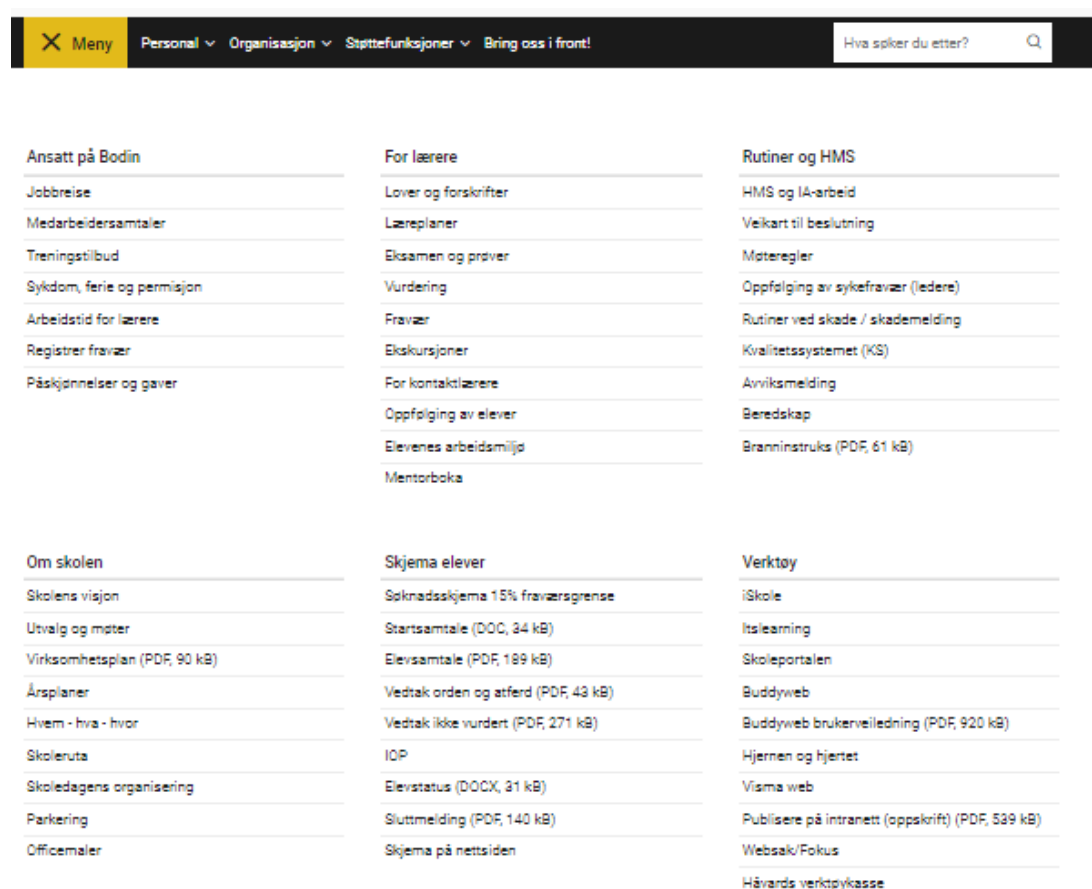 Meny
Personal
Organisasjon
Støttefunksjoner
Bring oss i front!
Hva søker du etter?
Ansatt på Bodin
Jobbreise
Medarbeidersamtaler
Treningstilbud
Sykdom, ferie og permisjon
Arbeidstid for lærere
Registrer fravær
Påskjønnelser og gaver
For lærere
Lover og forskrifter
Læreplaner
Eksamen og prøver
Vurdering
Fravær
Ekskursjoner
For kontaktlærere
Oppfølging av elever
Elevenes arbeidsmiljø
Mentorboka
Rutiner og HMS
HMS og IA-arbeid
Veikart til beslutning
Møteregler
Oppfølging av sykefravær (ledere)
Rutiner ved skade / skademelding
Kvalitetssystemet (KS)
Avviksmelding
Beredskap
Branninstruks (PDF, 61 kB)
Om skolen
Skolens visjon
Utvalg og møter
Virksomhetsplan (PDF, 90 kB)
Årsplaner
Hvem - hva - hvor
Skoleruta
Skoledagens organisering
Parkering
Officemaler
Skjema elever
Søknadsskjema 15% fraværsgrense
Startsamtale (DOC, 34 kB)
Elevsamtale (PDF, 189 kB)
Vedtak orden og atferd (PDF, 43 kB)
Vedtak ikke vurdert (PDF, 271 kB)
IOP
Elevstatus (DOCX, 31 kB)
Sluttmelding (PDF, 140 kB)
Skjema på nettsiden
Verktøy
iSkole
Itslearning
Skoleportalen
Buddyweb
Buddyweb brukerveiledning (PDF, 920 kB)
Hjernen og hjertet
Visma web
Publisere på intranett (oppskrift) (PDF, 539 kB)
Websak/Fokus
Håvards verktøykasse